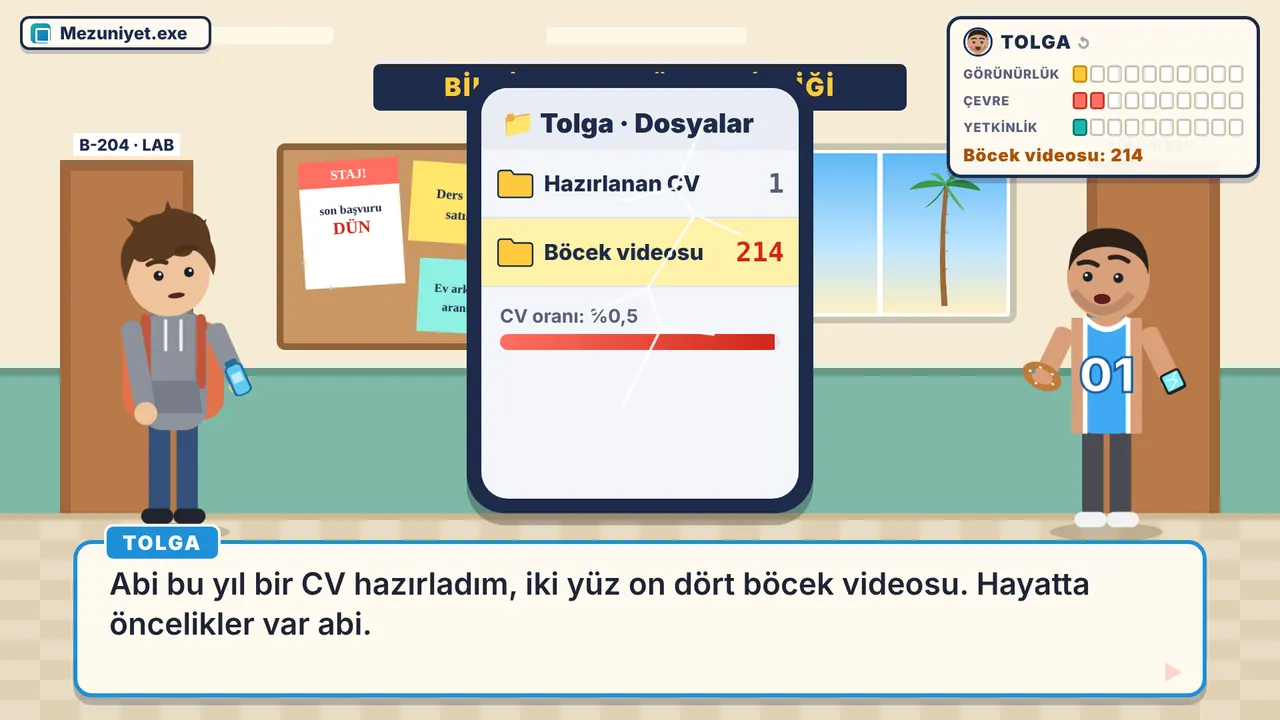 Mezuniyet.exe
TOLGA
GÖRÜNÜRLÜK
ÇEVRE
YETKİNLİK
Böcek videosu: 214
B-204 · LAB
STAJ!
son başvuru
DÜN
Ders
Ev
Tolga · Dosyalar
Hazırlanan CV 1
Böcek videosu 214
CV oranı: %0,5
01
TOLGA
Abi bu yıl bir CV hazırladım, iki yüz on dört böcek videosu. Hayatta
öncelikler var abi.